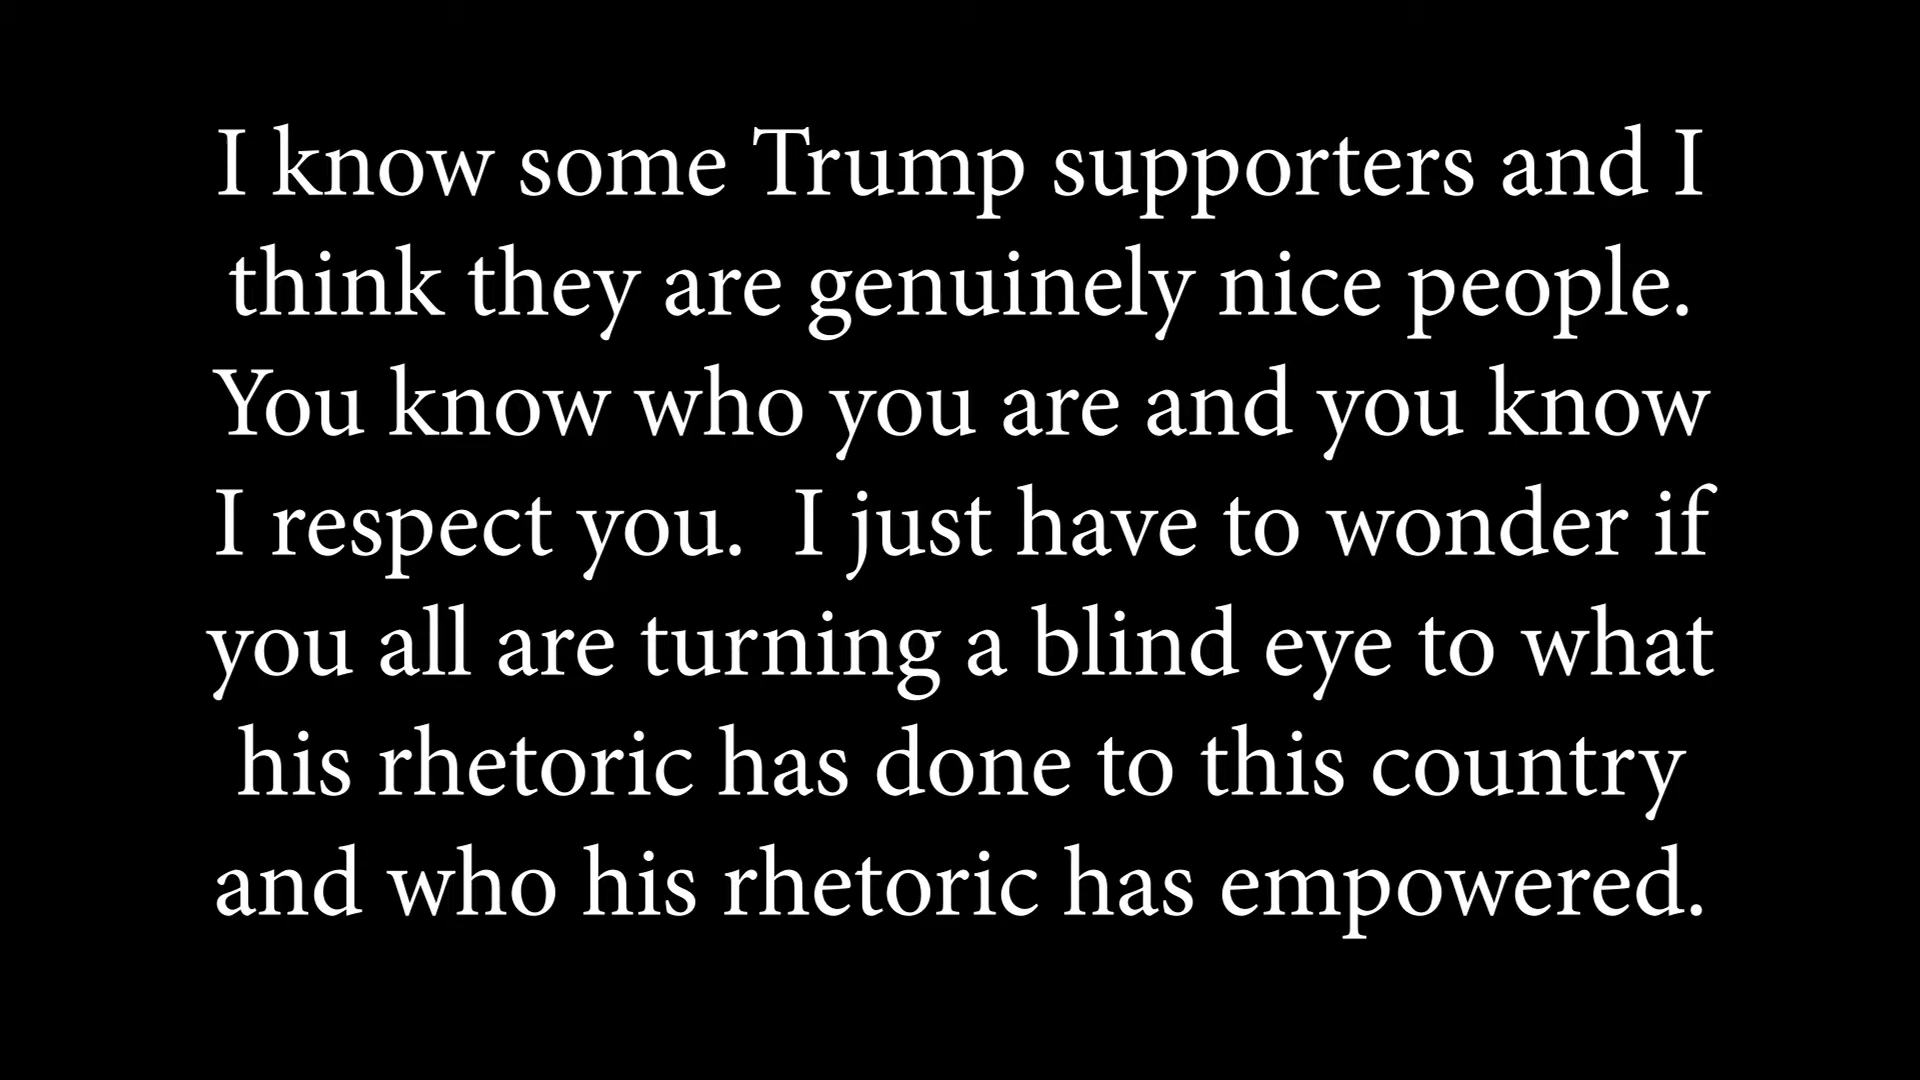 I know some Trump supporters and I
think they are genuinely nice people.
You know who you are and you know
I respect you.  I just have to wonder if
you all are turning a blind eye to what
his rhetoric has done to this country
and who his rhetoric has empowered.